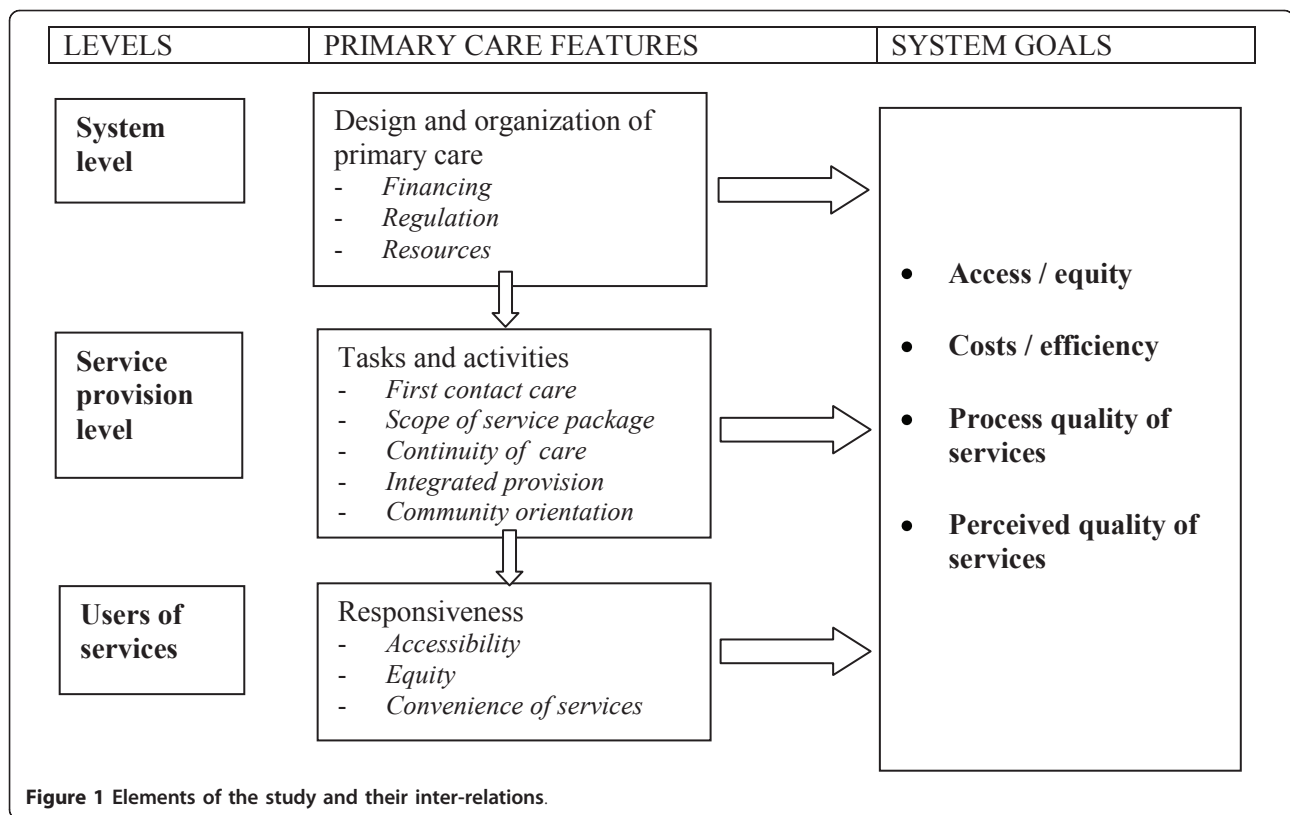 LEVELS PRIMARY CARE FEATURES SYSTEM GOALS
System
level
Design and organization of
primary care
- Financing
- Regulation
- Resources
Service
provision
level
Tasks and activities
- First contact care
- Scope of service package
- Continuity of care
- Integrated provision
- Community orientation
Users of
services
Responsiveness
- Accessibility
- Equity
- Convenience of services
• Access / equity
• Costs / efficiency
• Process quality of
services
• Perceived quality of
services
Figure 1 Elements of the study and their inter-relations.